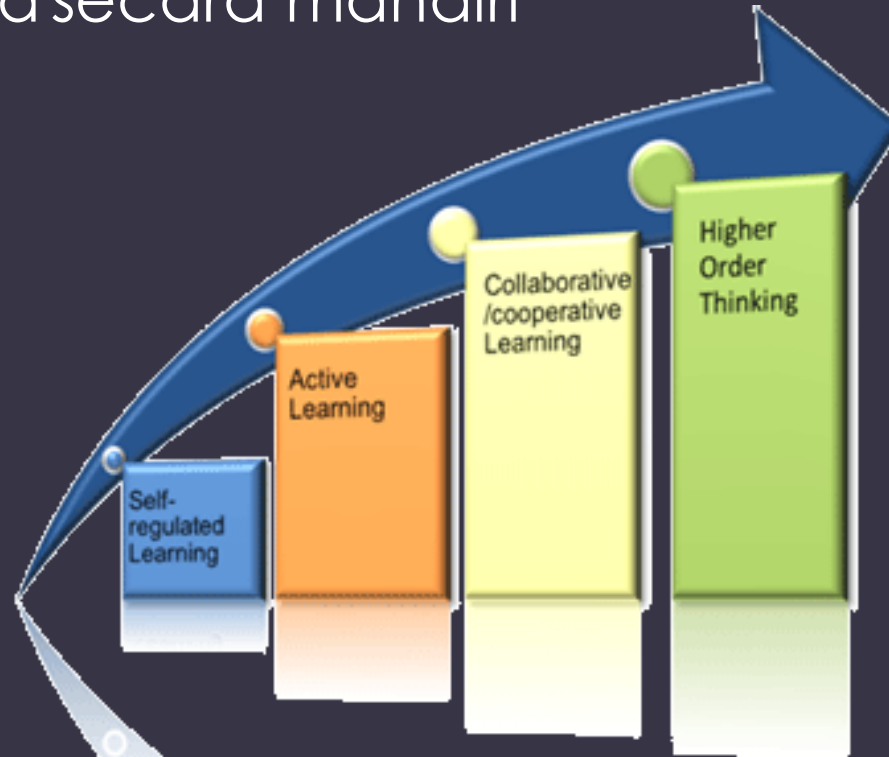 secara mandiri
Self-
regulated
Learning
Active
Learning
Collaborative
/cooperative
Learning
Higher
Order
Thinking